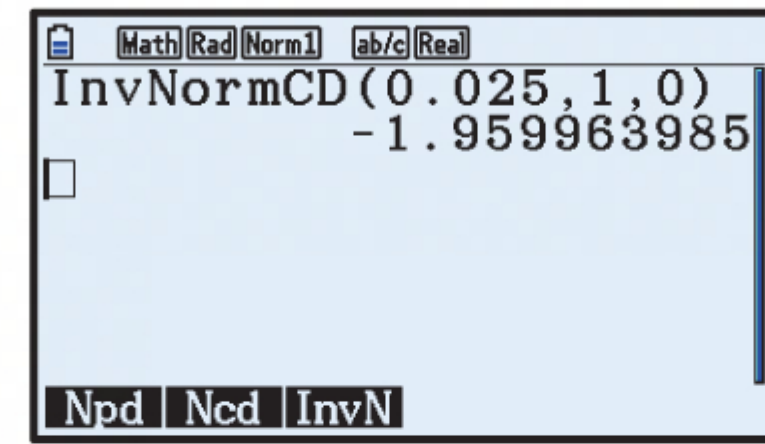 Math Rad Norm1 ab/c Real
InvNormCD(0.025,1,0)
-1.959963985
Npd Ncd InvN